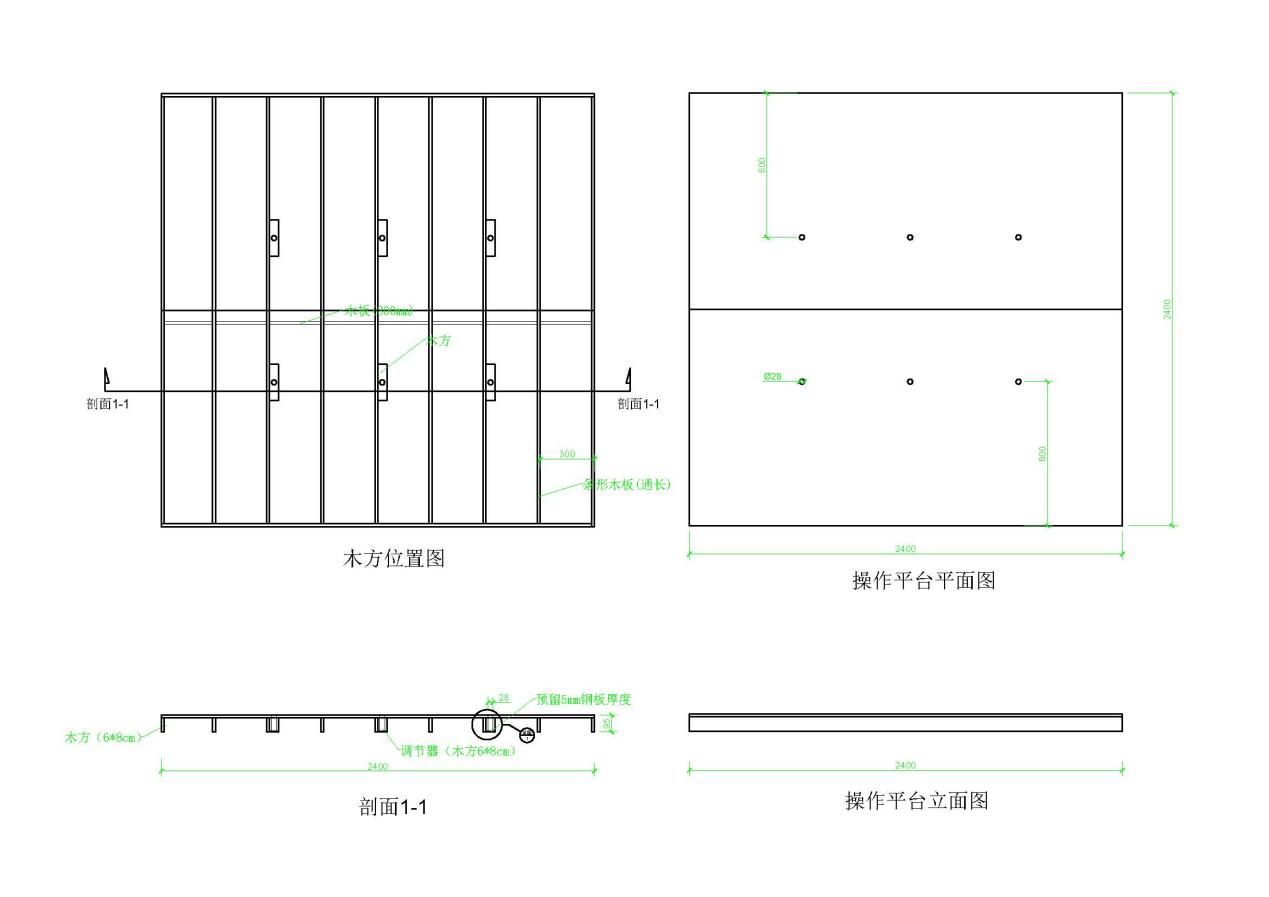 800
2400
木板(300mm)
木方
Ø28
剖面1-1
剖面1-1
300
800
条形木板(通长)
2400
木方位置图
操作平台平面图
28
预留5mm钢板厚度
95
木方（6*8cm）
调节器（木方6*8cm）
2400
2400
剖面1-1
操作平台立面图